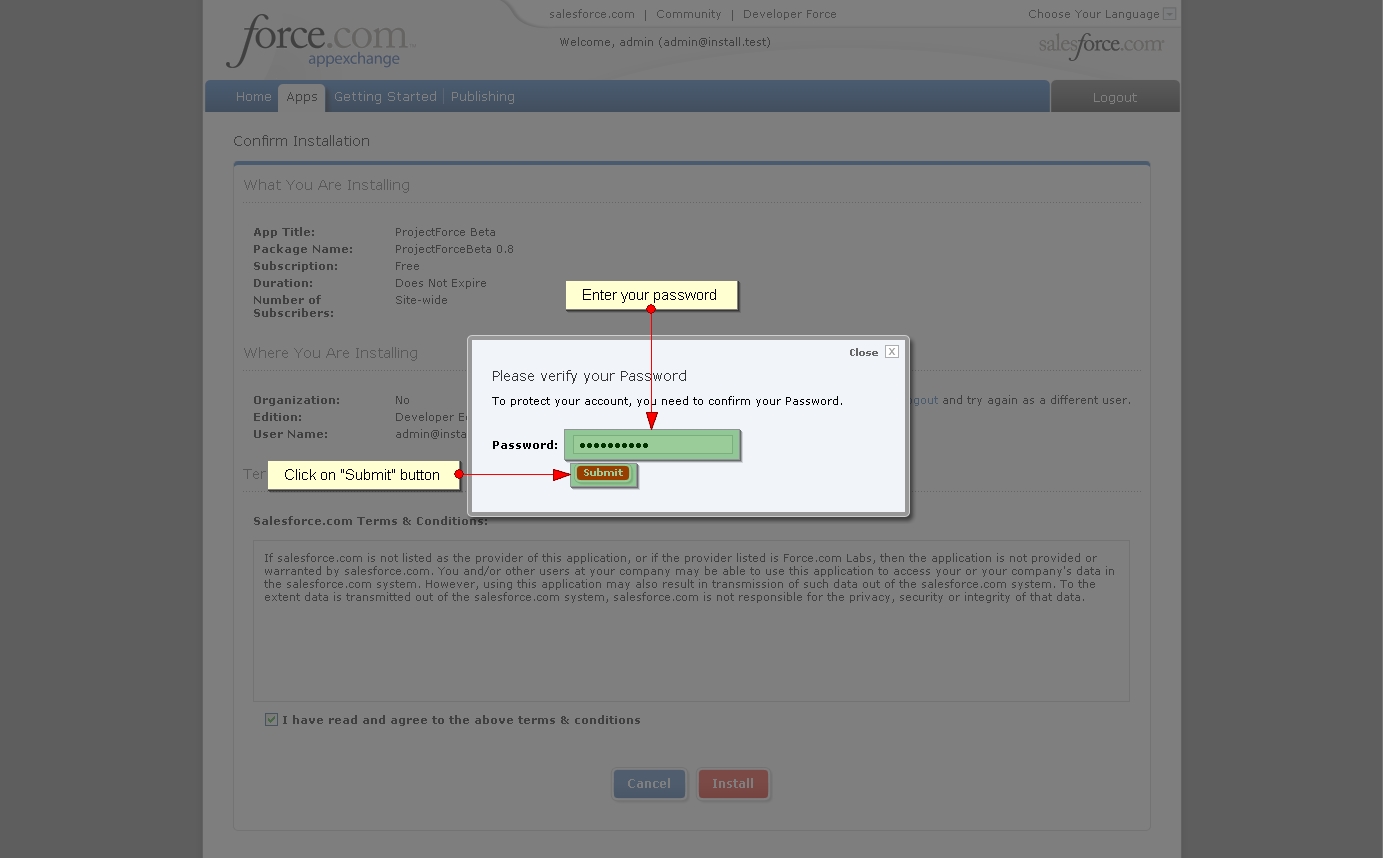 salesforce.com | Community | Developer Force
Choose Your Language
force.com
appexchange
Welcome, admin (admin@install.test)
salesforce.com
Home
Apps
Getting Started
Publishing
Logout
Confirm Installation
What You Are Installing
App Title: ProjectForce Beta
Package Name: ProjectForceBeta 0.8
Subscription: Free
Duration: Does Not Expire
Number of Site-wide
Subscribers:
Enter your password
Where You Are Installing
Close X
Please verify your Password
To protect your account, you need to confirm your Password.
Organization: No
gout and try again as a different user.
Edition: Developer
User Name: admin@insta
Password: ••••••••••
Submit
Click on "Submit" button
Salesforce.com Terms & Conditions:
If salesforce.com is not listed as the provider of this application, or if the provider listed is Force.com Labs, then the application is not provided or
warranted by salesforce.com. You and/or other users at your company may be able to use this application to access your or your company's data in
the salesforce.com system. However, using this application may also result in transmission of such data out of the salesforce.com system. To the
extent data is transmitted out of the salesforce.com system, salesforce.com is not responsible for the privacy, security or integrity of that data.
I have read and agree to the above terms & conditions
Cancel
Install